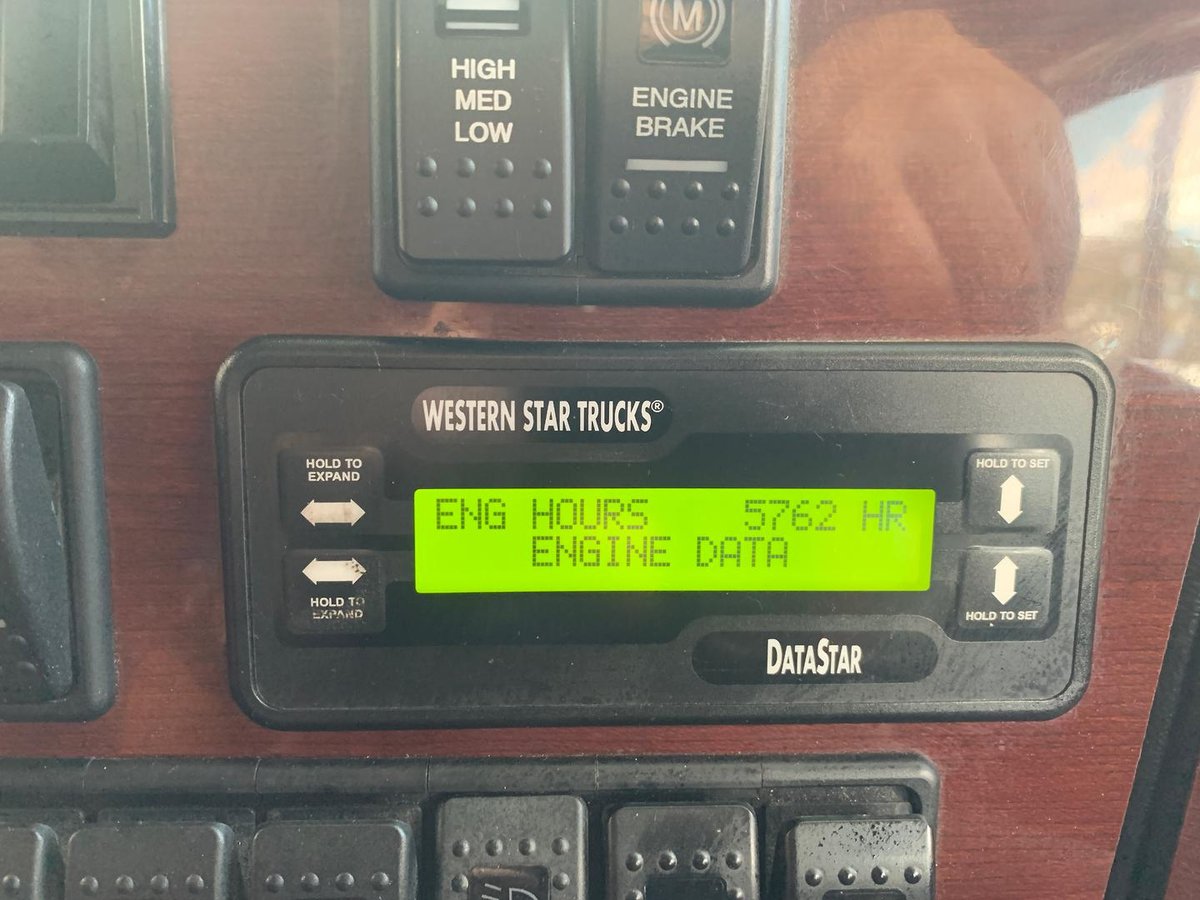 HIGH
MED
LOW
M
ENGINE
BRAKE
WESTERN STAR TRUCKS®
HOLD TO
EXPAND
HOLD TO SET
ENG HOURS 5762 HR
ENGINE DATA
HOLD TO
EXPAND
HOLD TO SET
DATASTAR